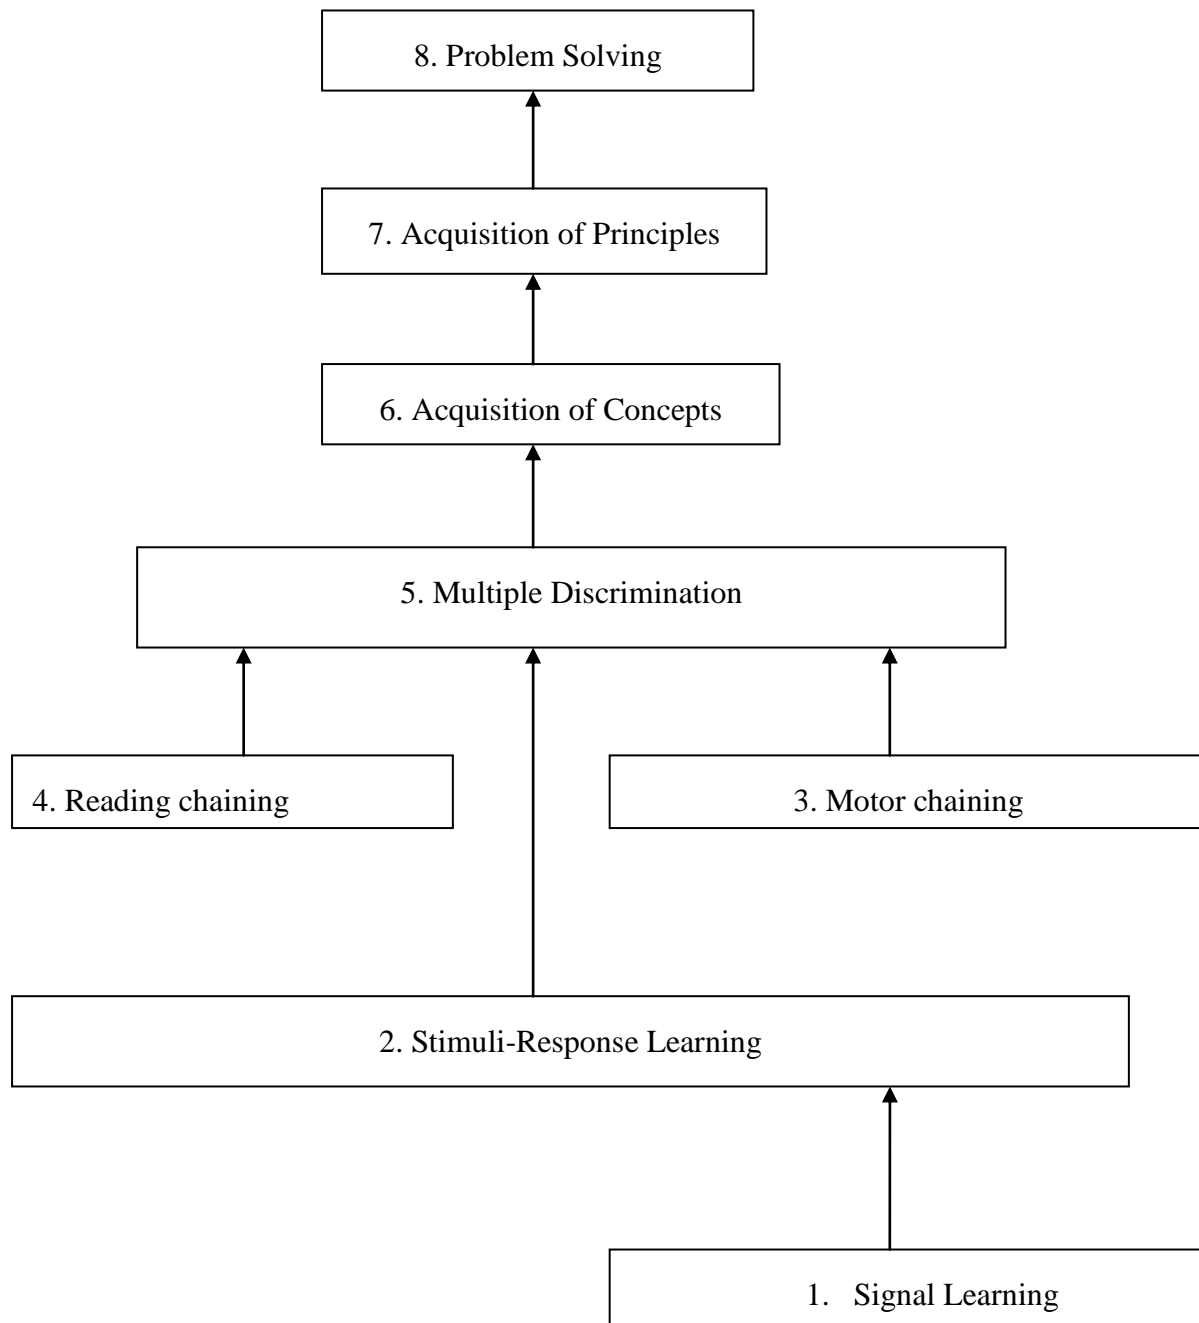 8. Problem Solving
7. Acquisition of Principles
6. Acquisition of Concepts
5. Multiple Discrimination
4. Reading chaining
3. Motor chaining
2. Stimuli-Response Learning
1. Signal Learning